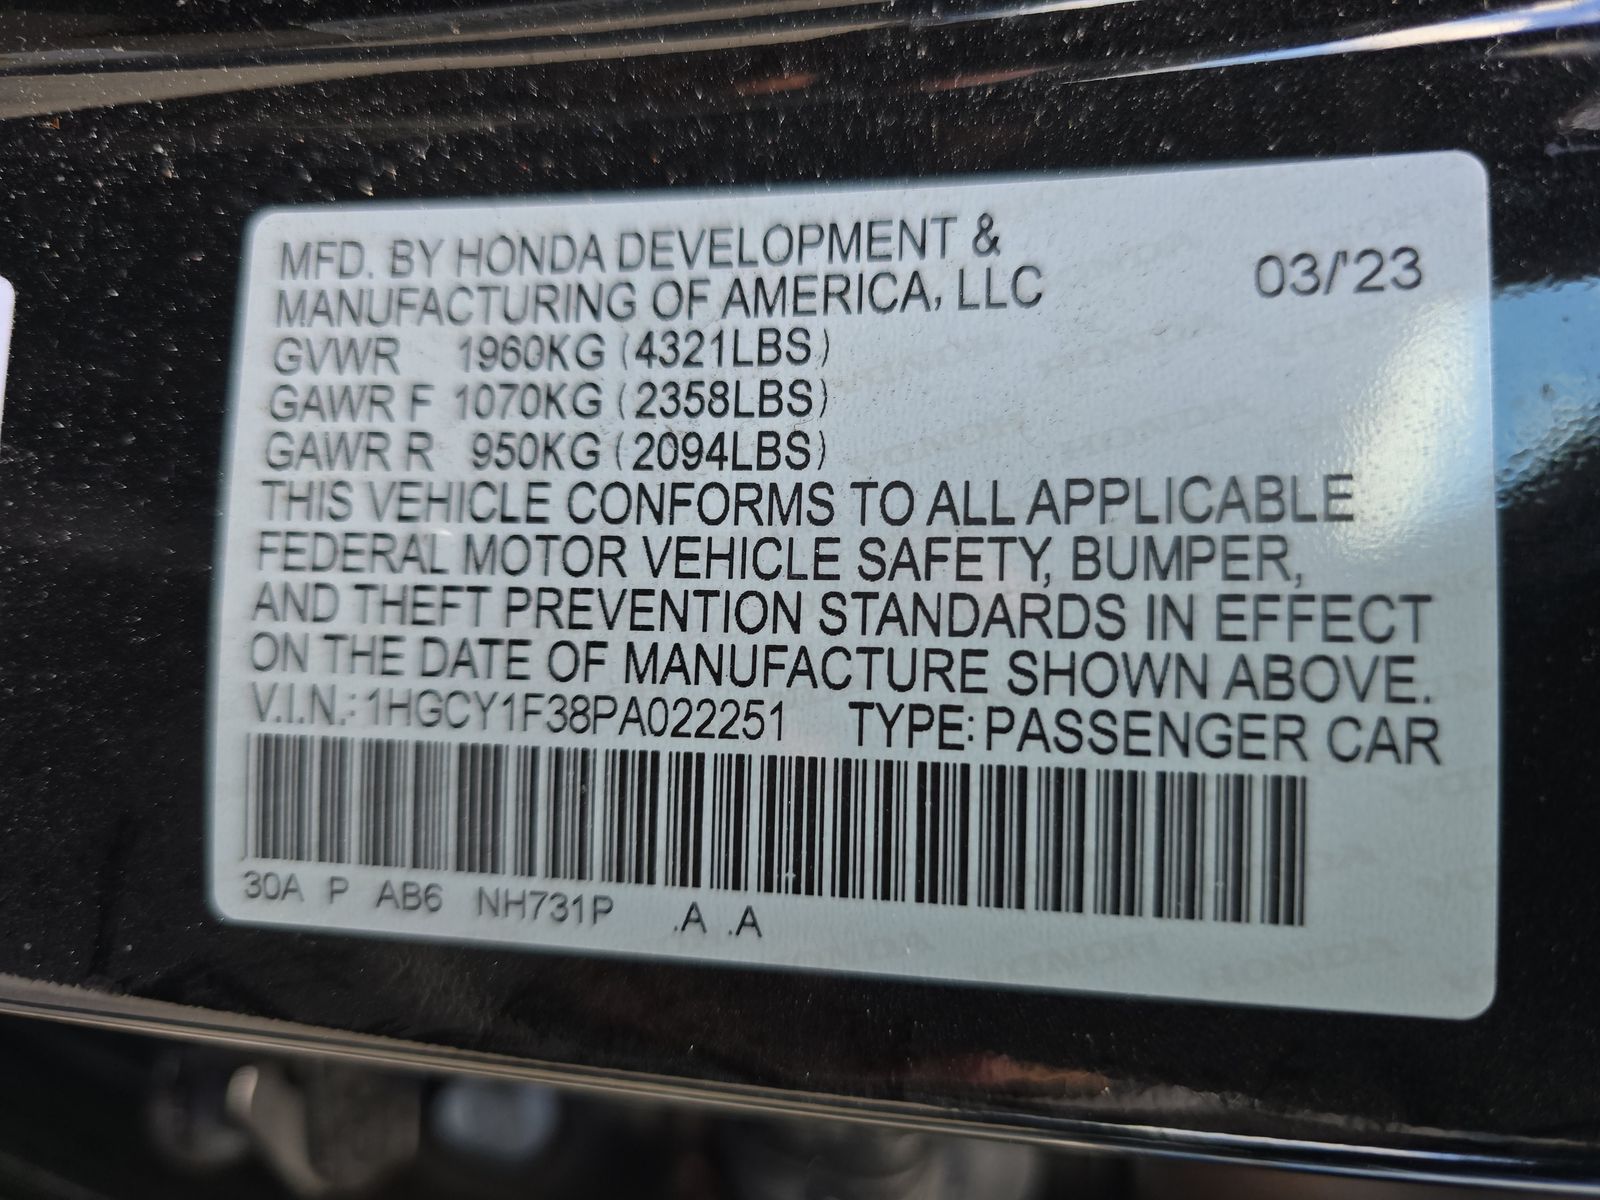 MFD. BY HONDA DEVELOPMENT &
MANUFACTURING OF AMERICA, LLC 03/'23
GVWR 1960KG (4321LBS)
GAWR F 1070KG (2358LBS)
GAWR R 950KG (2094LBS)
THIS VEHICLE CONFORMS TO ALL APPLICABLE
FEDERAL MOTOR VEHICLE SAFETY, BUMPER,
AND THEFT PREVENTION STANDARDS IN EFFECT
ON THE DATE OF MANUFACTURE SHOWN ABOVE.
V.I.N.: 1HGCY1F38PA022251 TYPE: PASSENGER CAR
30A P AB6 NH731P .A .A